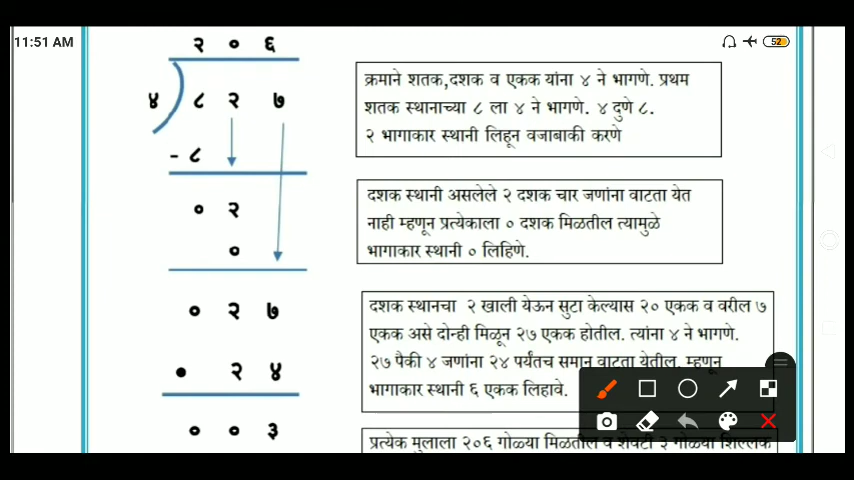 11:51 AM
52
२ ० ६
४ ८ २ ७
- ८
० २
०
० २ ७
• २ ४
० ० ३
क्रमाने शतक,दशक व एकक यांना ४ ने भागणे. प्रथम
शतक स्थानाच्या ८ ला ४ ने भागणे. ४ दुणे ८.
२ भागाकार स्थानी लिहून वजाबाकी करणे
दशक स्थानी असलेले २ दशक चार जणांना वाटता येत
नाही म्हणून प्रत्येकाला ० दशक मिळतील त्यामुळे
भागाकार स्थानी ० लिहिणे.
दशक स्थानचा २ खाली येऊन सुटा केल्यास २० एकक व वरील ७
एकक असे दोन्ही मिळून २७ एकक होतील. त्यांना ४ ने भागणे.
२७ पैकी ४ जणांना २४ पर्यंतच समान वाटता येतील. म्हणून
भागाकार स्थानी ६ एकक लिहावे.
प्रत्येक मुलाला २०६ गोळ्या मिळतील व शेवटी ३ गोळ्या शिल्लक